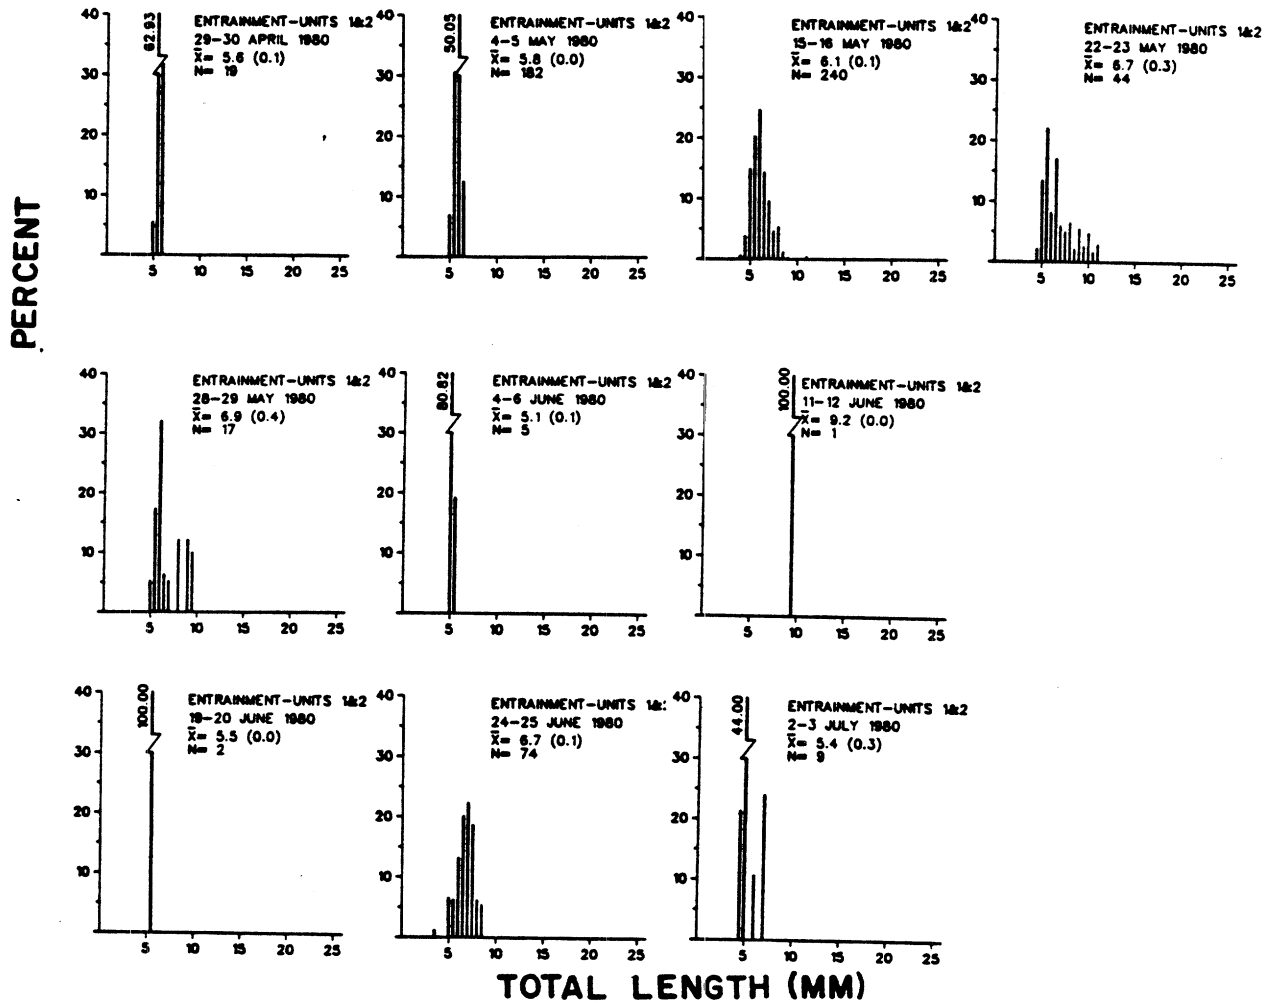 PERCENT
62.93
ENTRAINMENT-UNITS 1&2
29-30 APRIL 1980
X̄= 5.6 (0.1)
N= 19
40
30
20
10
5 10 15 20 25
50.05
ENTRAINMENT-UNITS 1&2
4-5 MAY 1980
X̄= 5.8 (0.0)
N= 182
40
30
20
10
5 10 15 20 25
ENTRAINMENT-UNITS 1&2
15-16 MAY 1980
X̄= 6.1 (0.1)
N= 240
40
30
20
10
5 10 15 20 25
ENTRAINMENT-UNITS 1&2
22-23 MAY 1980
X̄= 6.7 (0.3)
N= 44
40
30
20
10
5 10 15 20 25
ENTRAINMENT-UNITS 1&2
28-29 MAY 1980
X̄= 6.9 (0.4)
N= 17
40
30
20
10
5 10 15 20 25
80.82
ENTRAINMENT-UNITS 1&2
4-6 JUNE 1980
X̄= 5.1 (0.1)
N= 5
40
30
20
10
5 10 15 20 25
100.00
ENTRAINMENT-UNITS 1&2
11-12 JUNE 1980
X̄= 9.2 (0.0)
N= 1
40
30
20
10
5 10 15 20 25
100.00
ENTRAINMENT-UNITS 1&2
19-20 JUNE 1980
X̄= 5.5 (0.0)
N= 2
40
30
20
10
5 10 15 20 25
ENTRAINMENT-UNITS 1&
24-25 JUNE 1980
X̄= 6.7 (0.1)
N= 74
40
30
20
10
5 10 15 20 25
44.00
ENTRAINMENT-UNITS 1&2
2-3 JULY 1980
X̄= 5.4 (0.3)
N= 9
40
30
20
10
5 10 15 20 25
TOTAL LENGTH (MM)